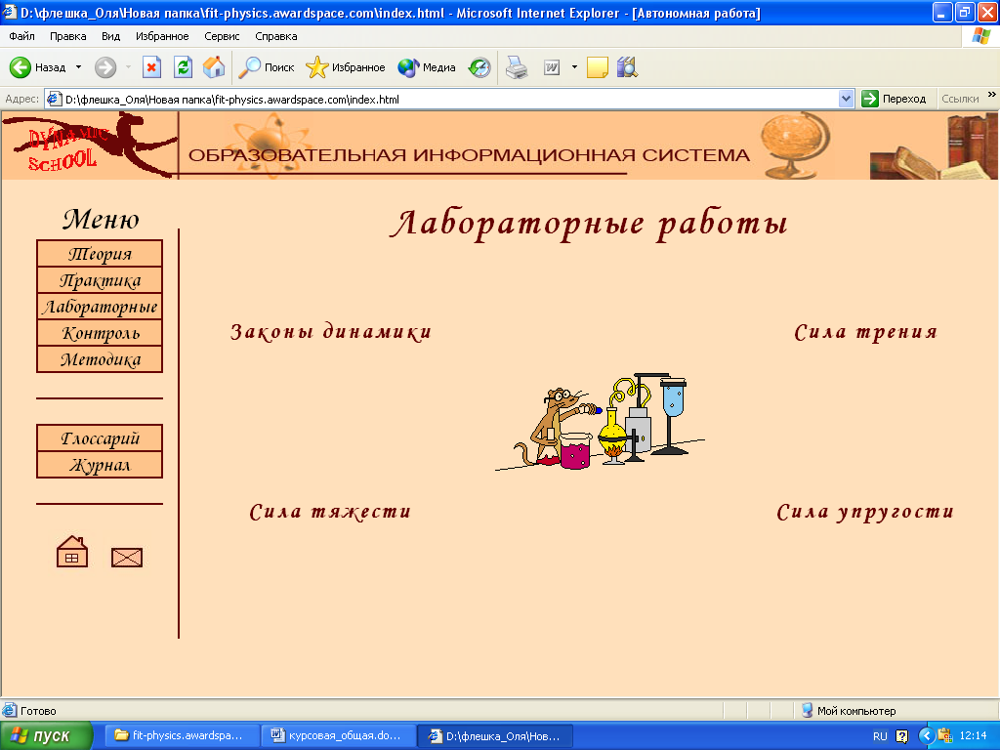 D:\флешка_Оля\Новая папка\fit-physics.awardspace.com\index.html - Microsoft Internet Explorer - [Автономная работа]
Файл Правка Вид Избранное Сервис Справка
Назад Поиск Избранное Медиа
Адрес: D:\флешка_Оля\Новая папка\fit-physics.awardspace.com\index.html Переход Ссылки »
DYNAMIC
SCHOOL
ОБРАЗОВАТЕЛЬНАЯ ИНФОРМАЦИОННАЯ СИСТЕМА
Меню
Теория
Практика
Лабораторные
Контроль
Методика
Глоссарий
Журнал
Лабораторные работы
Законы динамики
Сила трения
Сила тяжести
Сила упругости
Готово
Мой компьютер
пуск
fit-physics.awardspa...
курсовая_общая.do...
D:\флешка_Оля\Нов...
RU
12:14